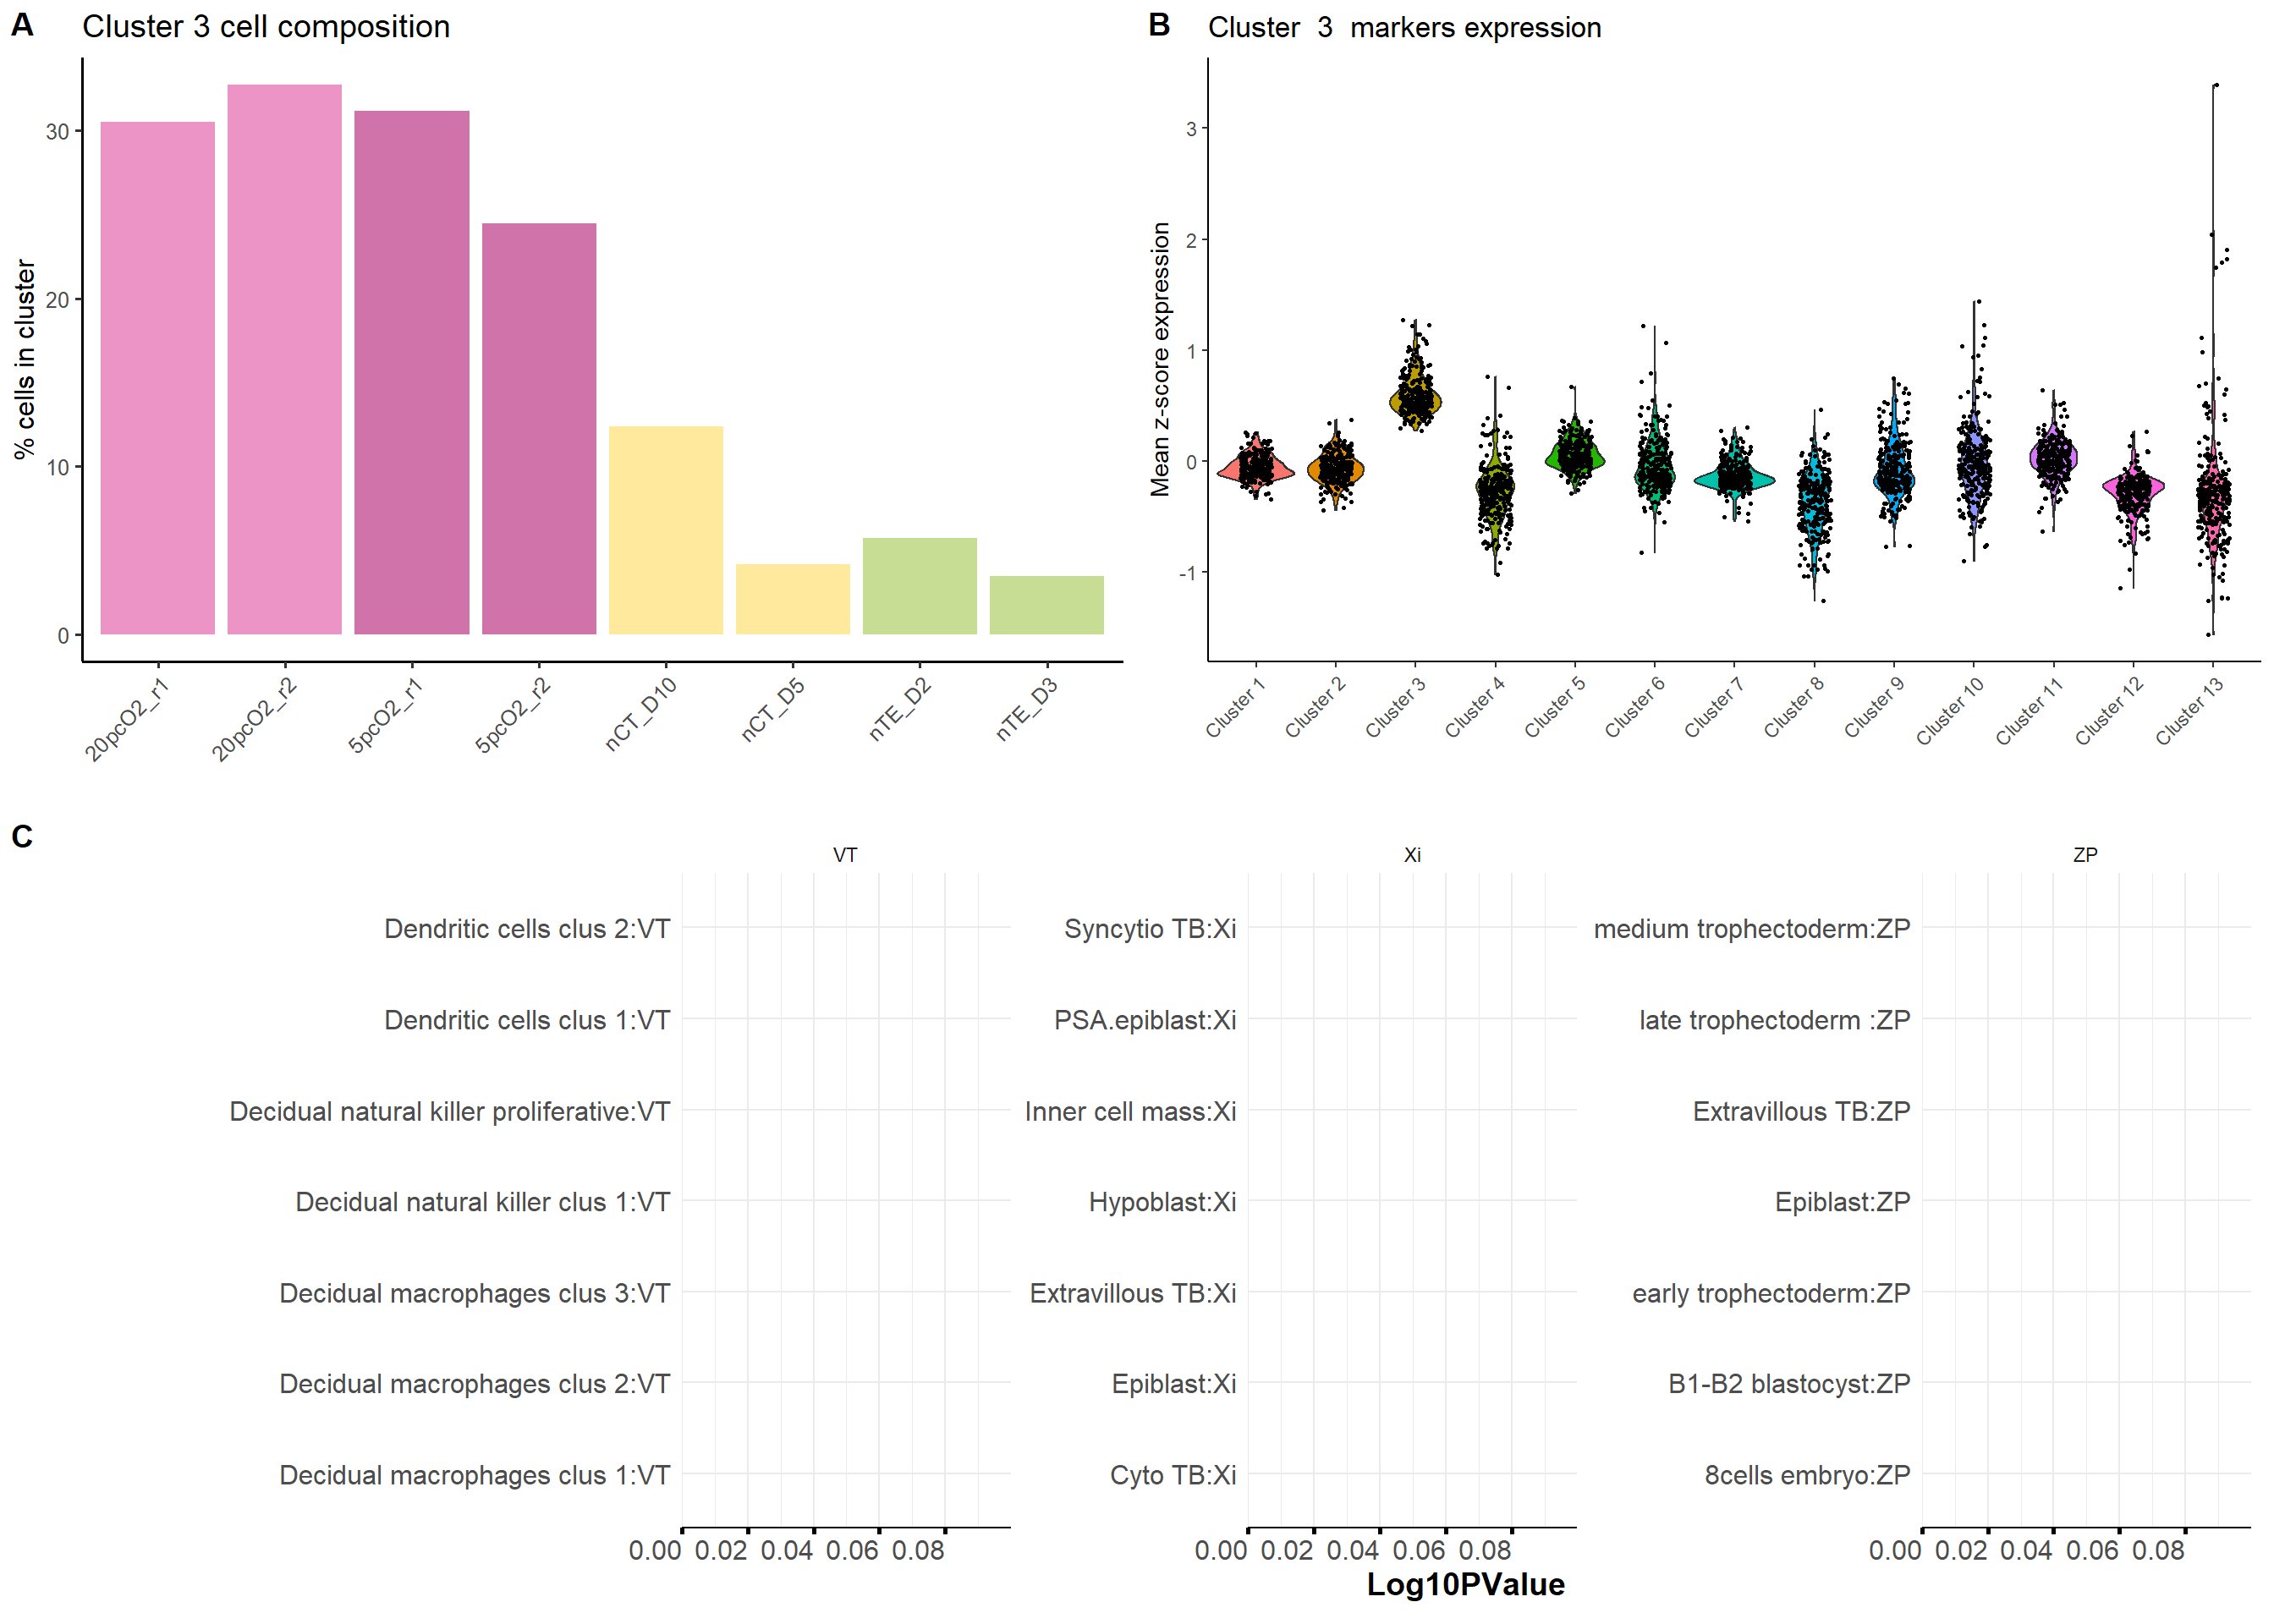 A
Cluster 3 cell composition
% cells in cluster
30
20
10
0
20pcO2_r1
20pcO2_r2
5pcO2_r1
5pcO2_r2
nCT_D10
nCT_D5
nTE_D2
nTE_D3
B
Cluster 3 markers expression
Mean z-score expression
3
2
1
0
-1
Cluster 1
Cluster 2
Cluster 3
Cluster 4
Cluster 5
Cluster 6
Cluster 7
Cluster 8
Cluster 9
Cluster 10
Cluster 11
Cluster 12
Cluster 13
C
VT
Dendritic cells clus 2:VT
Dendritic cells clus 1:VT
Decidual natural killer proliferative:VT
Decidual natural killer clus 1:VT
Decidual macrophages clus 3:VT
Decidual macrophages clus 2:VT
Decidual macrophages clus 1:VT
0.00 0.02 0.04 0.06 0.08
Xi
Syncytio TB:Xi
PSA.epiblast:Xi
Inner cell mass:Xi
Hypoblast:Xi
Extravillous TB:Xi
Epiblast:Xi
Cyto TB:Xi
0.00 0.02 0.04 0.06 0.08
ZP
medium trophectoderm:ZP
late trophectoderm :ZP
Extravillous TB:ZP
Epiblast:ZP
early trophectoderm:ZP
B1-B2 blastocyst:ZP
8cells embryo:ZP
0.00 0.02 0.04 0.06 0.08
Log10PValue